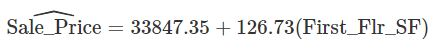 Sale_Price = 33847.35 + 126.73(First_Flr_SF)